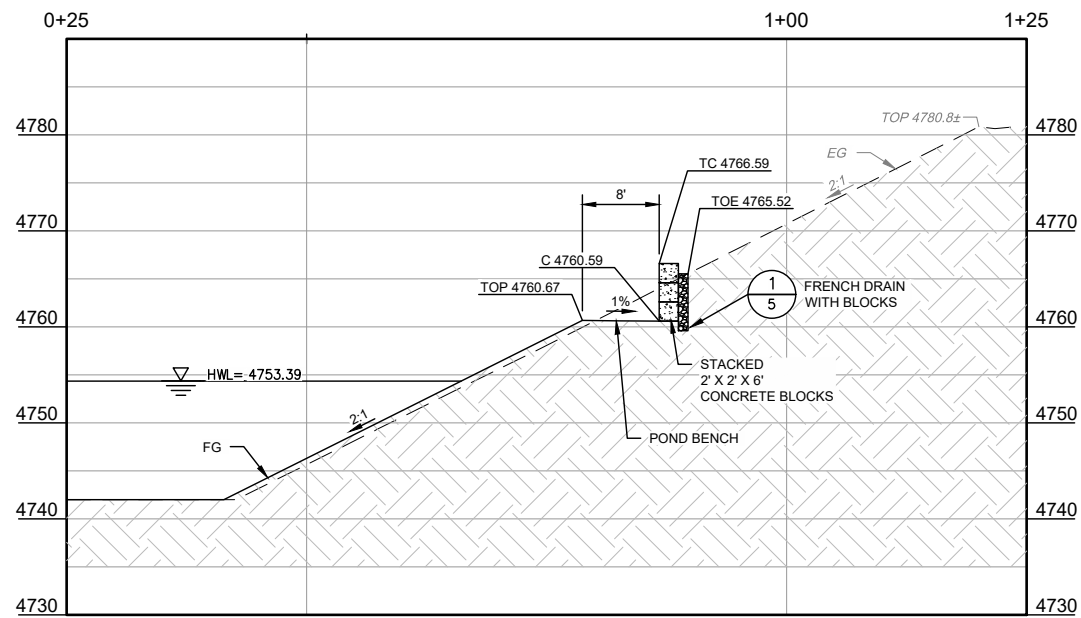 0+25
1+00
1+25
4780
TOP 4780.8±
4780
EG
2:1
TC 4766.59
TOE 4765.52
8'
4770
4770
C 4760.59
TOP 4760.67
1%
1
5
FRENCH DRAIN
WITH BLOCKS
4760
4760
STACKED
2' X 2' X 6'
CONCRETE BLOCKS
HWL= 4753.39
4750
4750
2:1
POND BENCH
FG
4740
4740
4730
4730